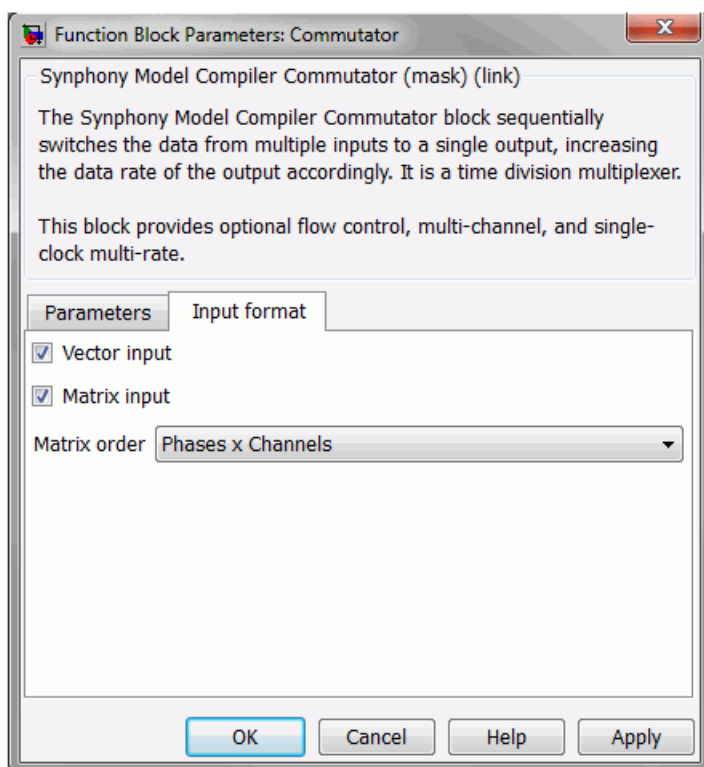 Function Block Parameters: Commutator
Synphony Model Compiler Commutator (mask) (link)
The Synphony Model Compiler Commutator block sequentially
switches the data from multiple inputs to a single output, increasing
the data rate of the output accordingly. It is a time division multiplexer.
This block provides optional flow control, multi-channel, and single-
clock multi-rate.
Parameters Input format
Vector input
Matrix input
Matrix order Phases x Channels
OK Cancel Help Apply